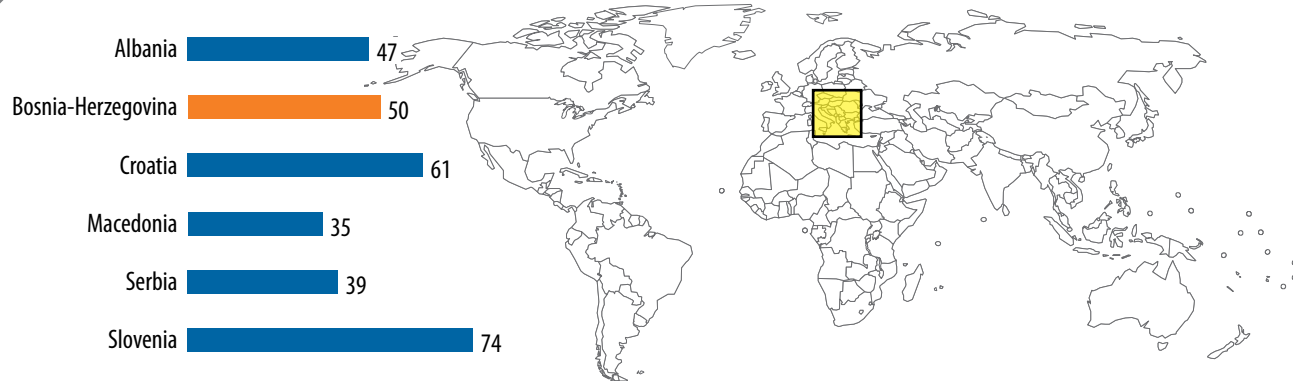 Albania 47
Bosnia-Herzegovina 50
Croatia 61
Macedonia 35
Serbia 39
Slovenia 74